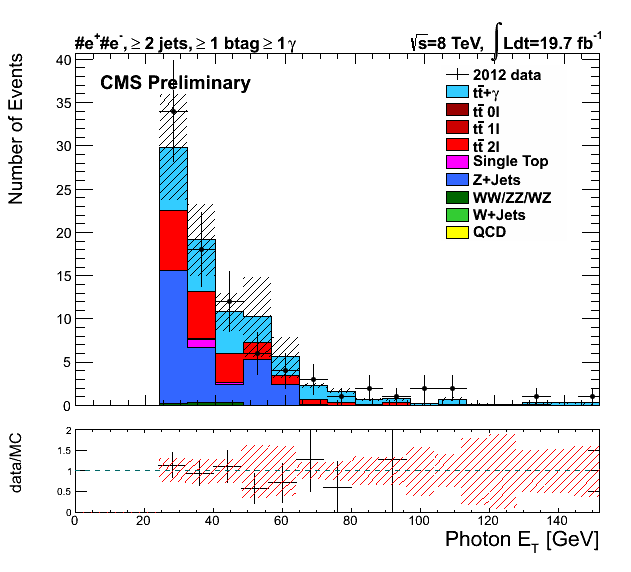 #e+#e-, ≥ 2 jets, ≥ 1 btag ≥ 1γ
√s=8 TeV, ∫Ldt=19.7 fb-1
CMS Preliminary
2012 data
tt̄+γ
tt̄ 0l
tt̄ 1l
tt̄ 2l
Single Top
Z+Jets
WW/ZZ/WZ
W+Jets
QCD
Number of Events
40
35
30
25
20
15
10
5
0
data/MC
2
1.5
1
0.5
0
0 20 40 60 80 100 120 140
Photon ET [GeV]